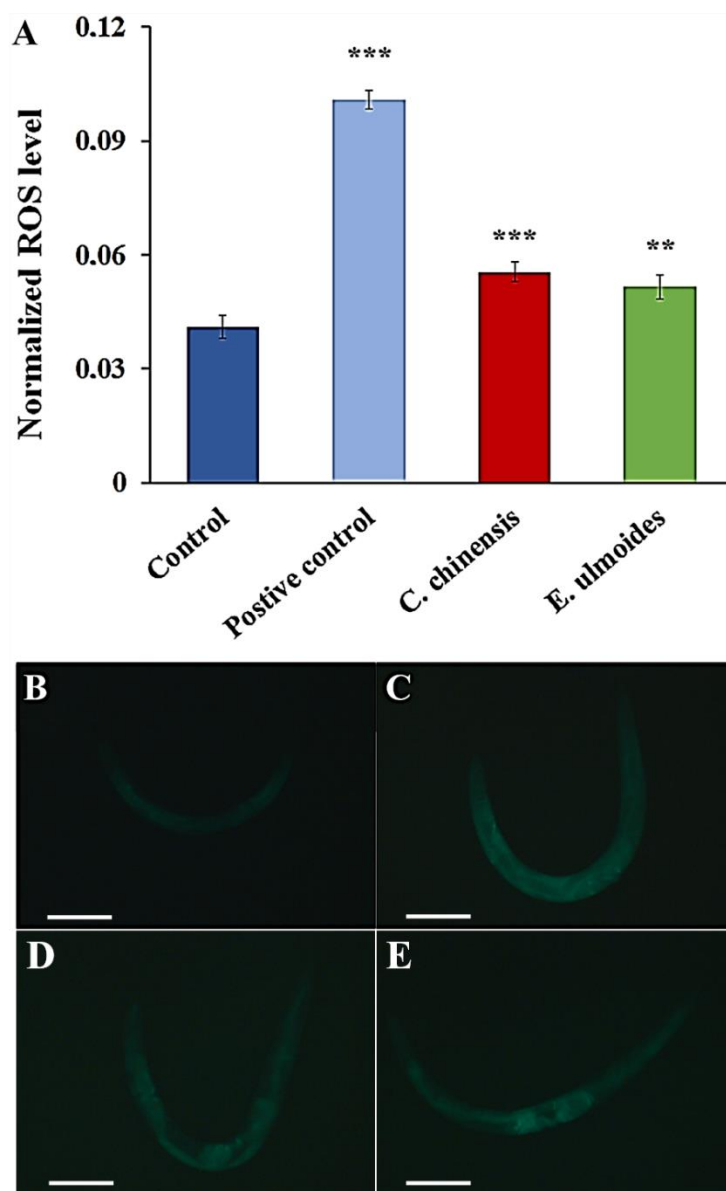 A
0.12
0.09
0.06
0.03
0
Normalized ROS level
***
***
**
Control
Postive control
C. chinensis
E. ulmoides
B
C
D
E